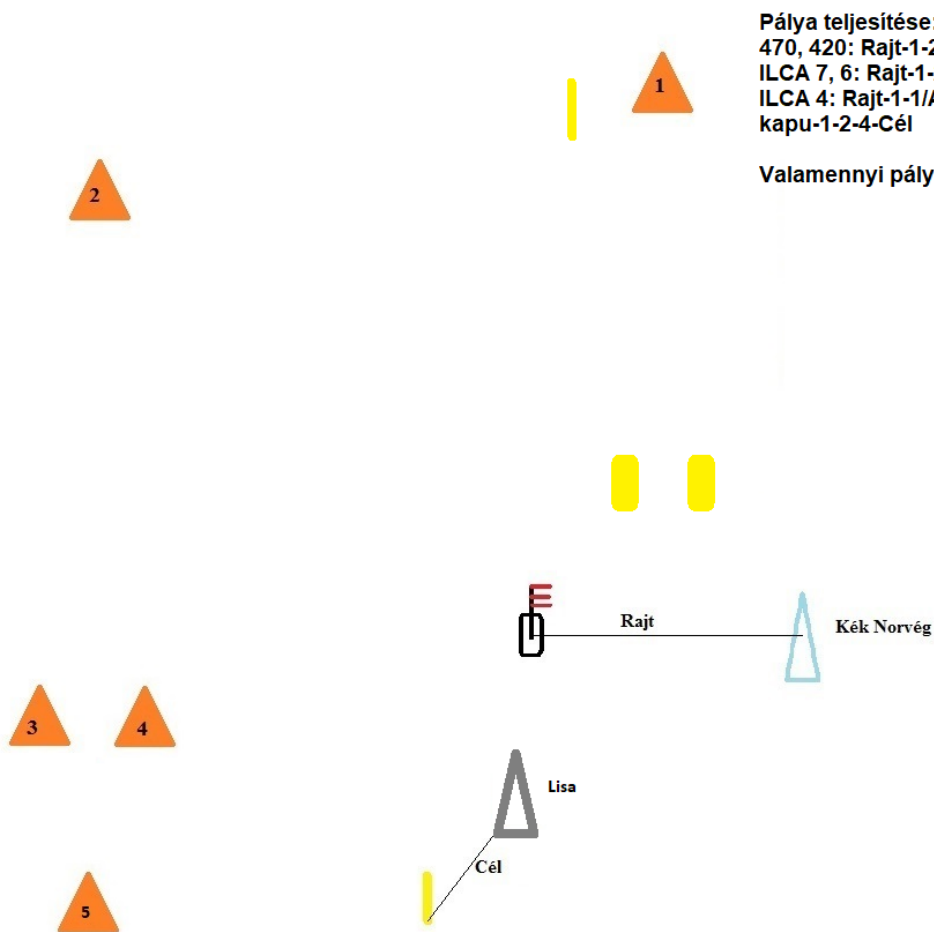 Pálya teljesítése:
470, 420: Rajt-1-2
ILCA 7, 6: Rajt-1-
ILCA 4: Rajt-1-1/
kapu-1-2-4-Cél
Valamennyi
1
2
Rajt
Kék Norvég
3
4
Lisa
Cél
5